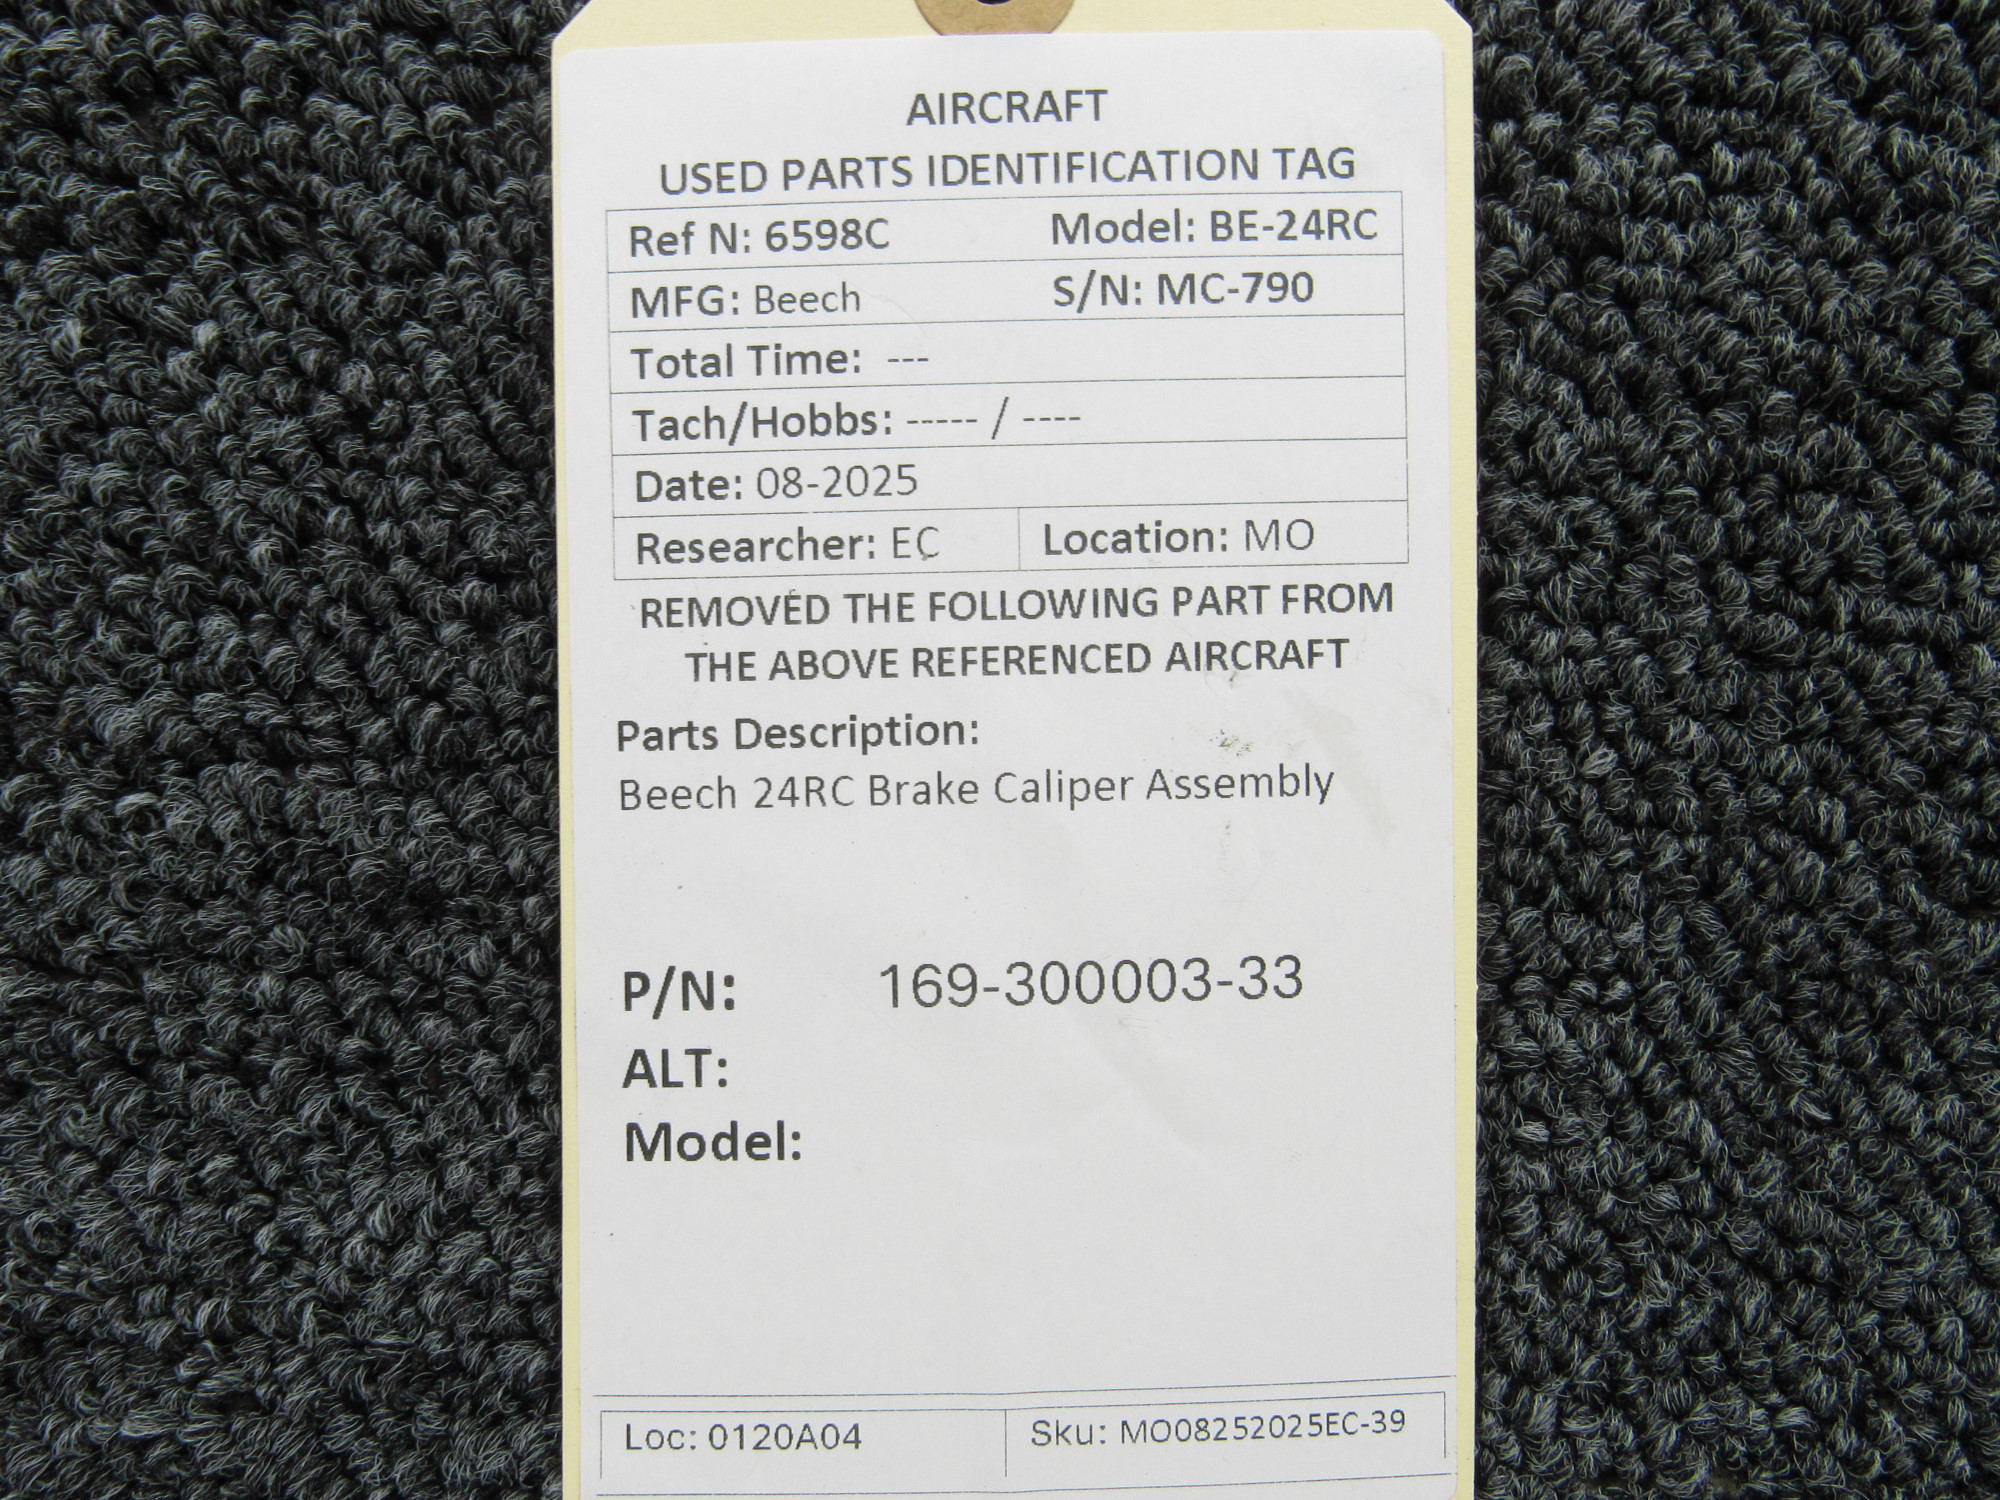 AIRCRAFT
USED PARTS IDENTIFICATION TAG
Ref N: 6598C Model: BE-24RC
MFG: Beech S/N: MC-790
Total Time: ---
Tach/Hobbs: ----- / ----
Date: 08-2025
Researcher: EC Location: MO
REMOVED THE FOLLOWING PART FROM
THE ABOVE REFERENCED AIRCRAFT
Parts Description:
Beech 24RC Brake Caliper Assembly
P/N: 169-300003-33
ALT:
Model:
Loc: 0120A04 Sku: MO08252025EC-39